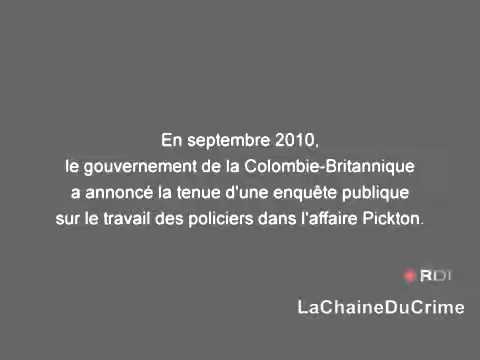 En septembre 2010,
le gouvernement de la Colombie-Britannique
a annoncé la tenue d'une enquête publique
sur le travail des policiers dans l'affaire Pickton.
RDI
LaChaineDuCrime